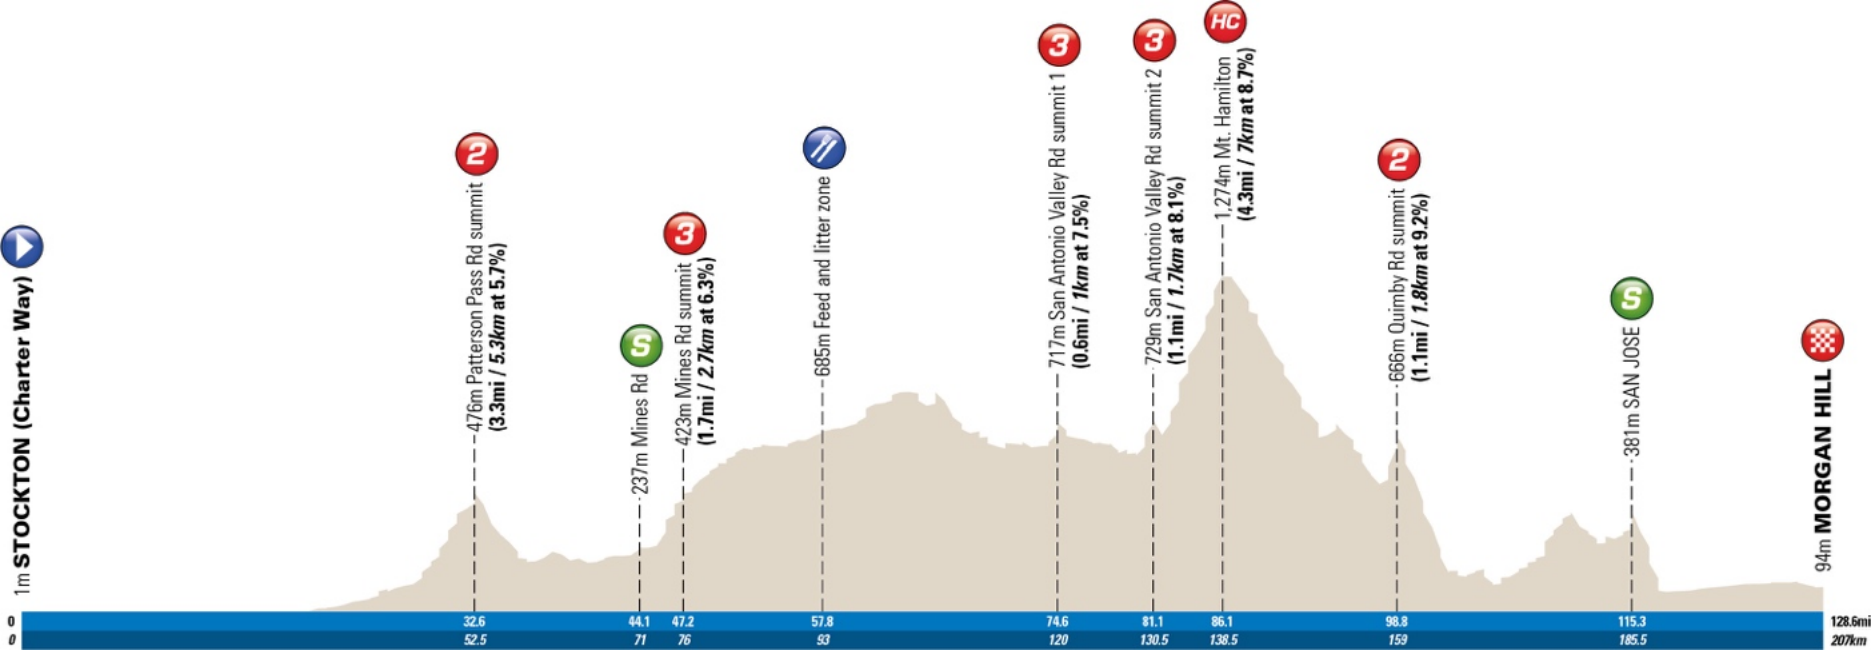 1m STOCKTON (Charter Way)
2
476m Patterson Pass Rd summit
(3.3mi / 5.3km at 5.7%)
S
237m Mines Rd
3
423m Mines Rd summit
(1.7mi / 2.7km at 6.3%)
685m Feed and litter zone
3
717m San Antonio Valley Rd summit 1
(0.6mi / 1km at 7.5%)
3
729m San Antonio Valley Rd summit 2
(1.1mi / 1.7km at 8.1%)
HC
1,274m Mt. Hamilton
(4.3mi / 7km at 8.7%)
2
666m Quimby Rd summit
(1.1mi / 1.8km at 9.2%)
S
381m SAN JOSE
94m MORGAN HILL
0 32.6 44.1 47.2 57.8 74.6 81.1 86.1 98.8 115.3 128.6mi
0 52.5 71 76 93 120 130.5 138.5 159 185.5 207km